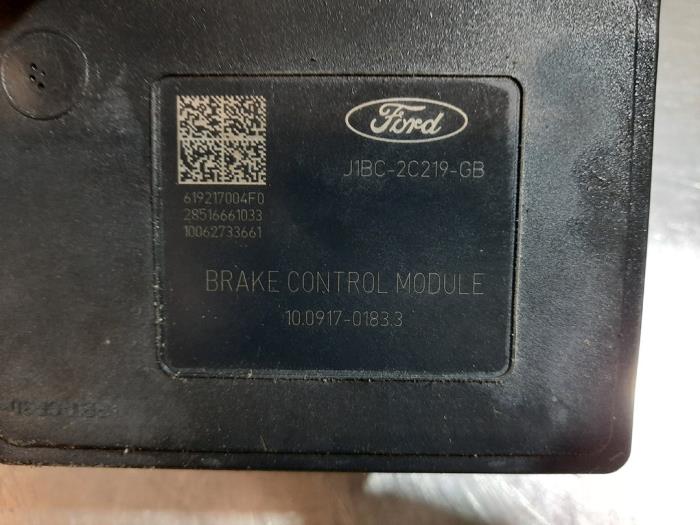 Ford
J1BC-2C219-GB
619217004F0
28516661033
10062733661
BRAKE CONTROL MODULE
10.0917-0183.3